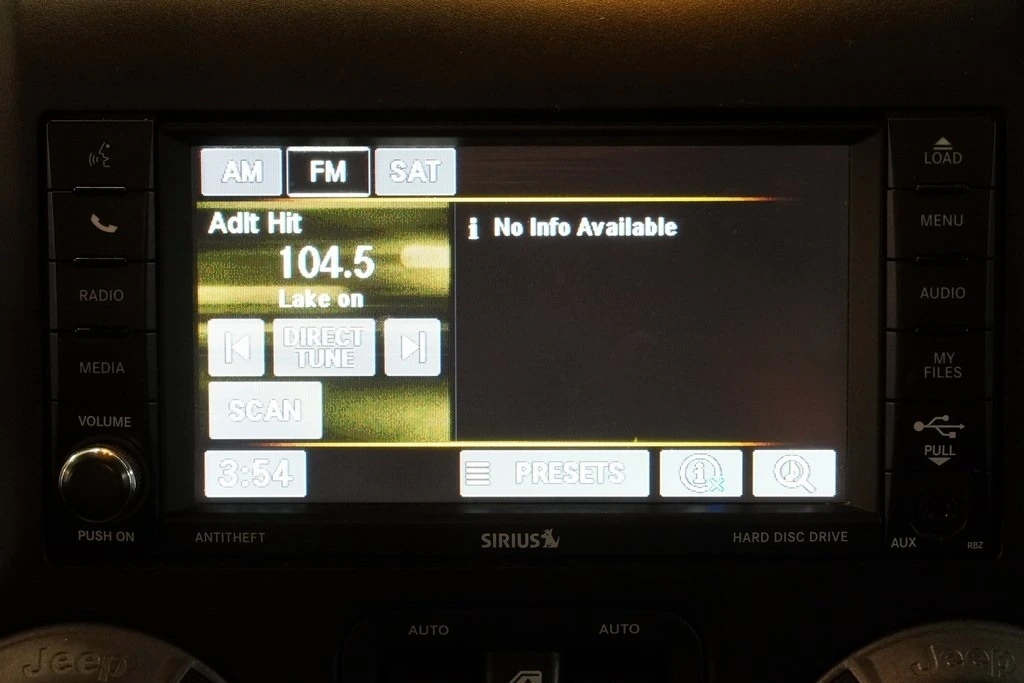 AM FM SAT
Adlt Hit
104.5
Lake on
DIRECT
TUNE
SCAN
No Info Available
3:54 PRESETS
RADIO
MEDIA
VOLUME
PUSH ON
LOAD
MENU
AUDIO
MY
FILES
PULL
AUX RBZ
ANTITHEFT SIRIUS HARD DISC DRIVE
AUTO AUTO
Jeep Jeep